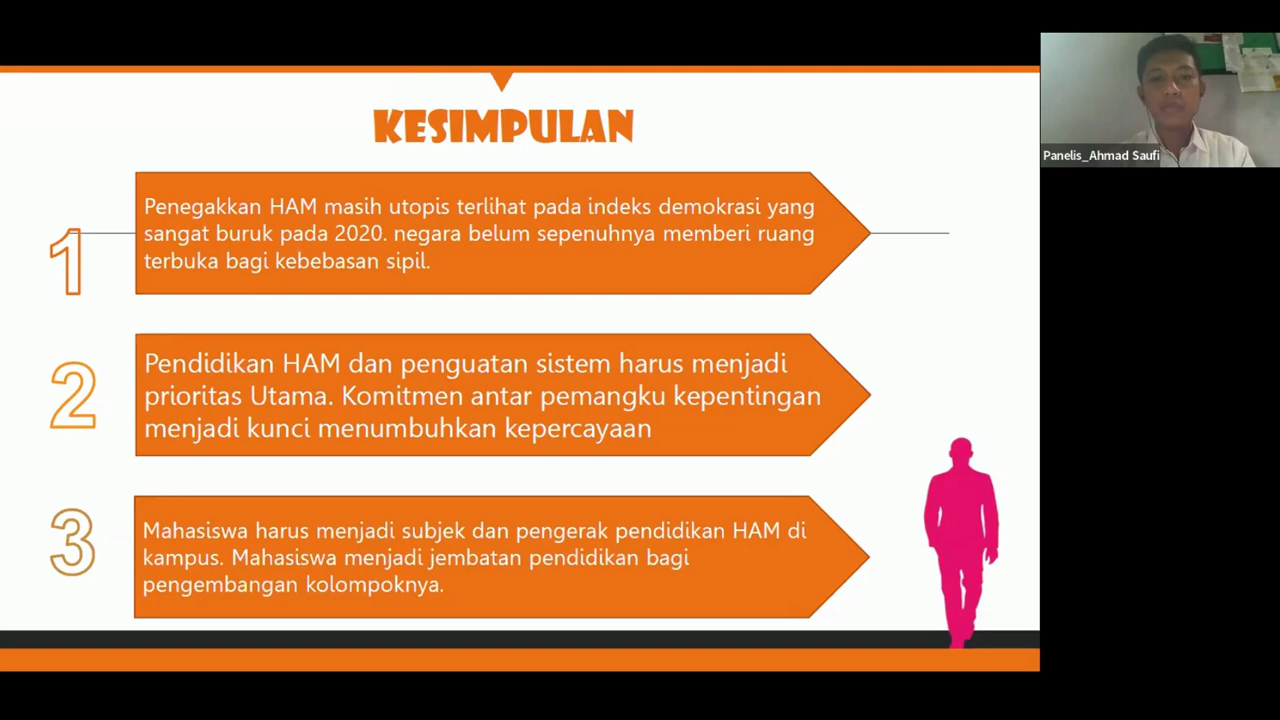 KESIMPULAN
1
Penegakkan HAM masih utopis terlihat pada indeks demokrasi yang
sangat buruk pada 2020. negara belum sepenuhnya memberi ruang
terbuka bagi kebebasan sipil.
2
Pendidikan HAM dan penguatan sistem harus menjadi
prioritas Utama. Komitmen antar pemangku kepentingan
menjadi kunci menumbuhkan kepercayaan
3
Mahasiswa harus menjadi subjek dan pengerak pendidikan HAM di
kampus. Mahasiswa menjadi jembatan pendidikan bagi
pengembangan kolompoknya.
Panelis_Ahmad Saufi